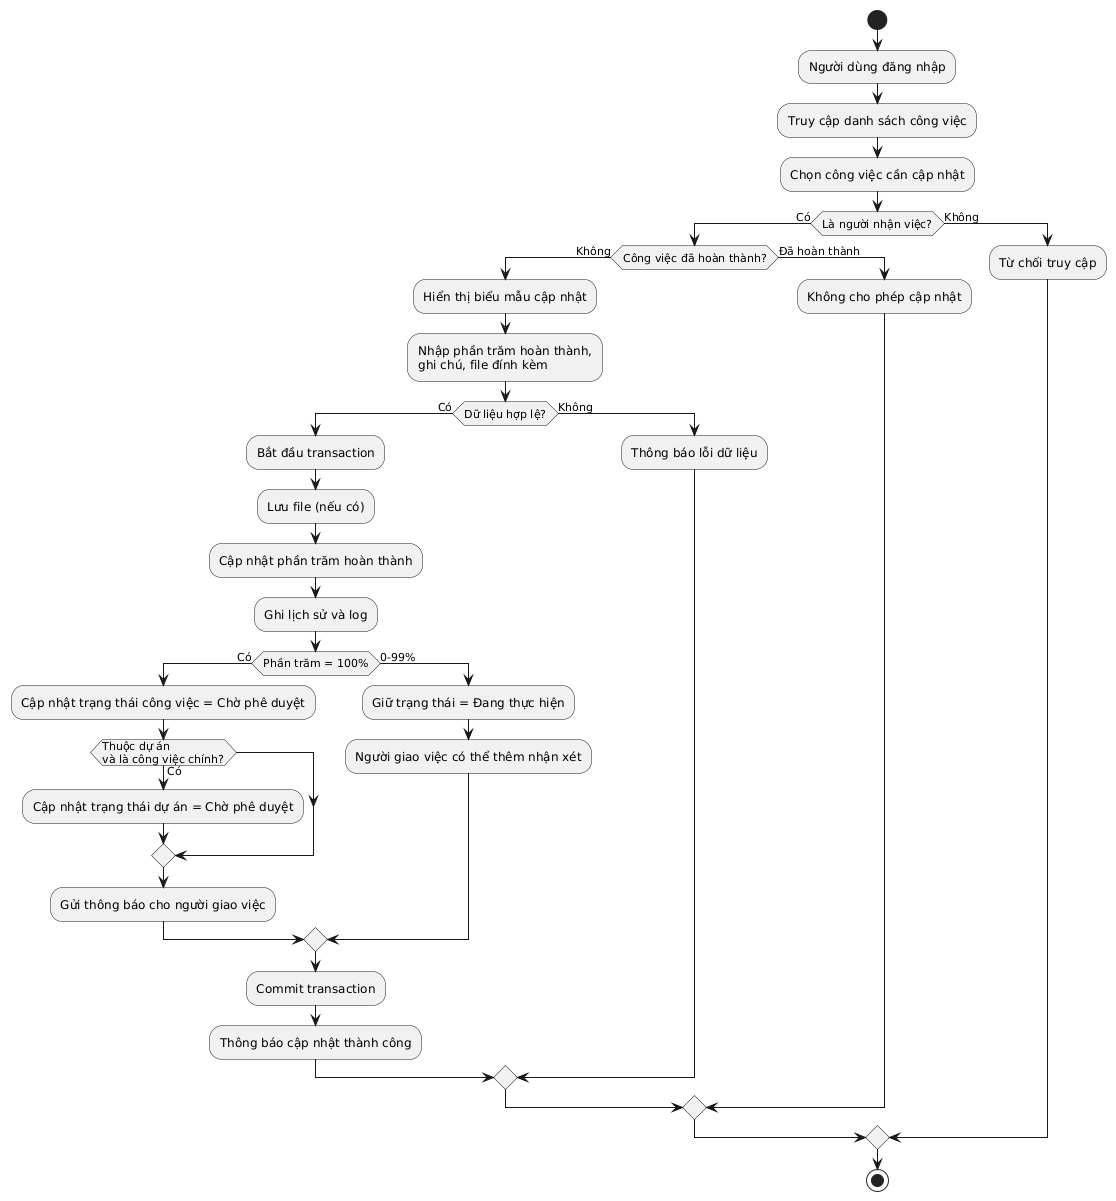 Người dùng đăng nhập
Truy cập danh sách công việc
Chọn công việc cần cập nhật
Có
Là người nhận việc?
Không
Không
Công việc đã hoàn thành?
Đã hoàn thành
Từ chối truy cập
Hiển thị biểu mẫu cập nhật
Không cho phép cập nhật
Nhập phần trăm hoàn thành,
ghi chú, file đính kèm
Có
Dữ liệu hợp lệ?
Không
Bắt đầu transaction
Thông báo lỗi dữ liệu
Lưu file (nếu có)
Cập nhật phần trăm hoàn thành
Ghi lịch sử và log
Có
Phần trăm = 100%
0-99%
Cập nhật trạng thái công việc = Chờ phê duyệt
Giữ trạng thái = Đang thực hiện
Thuộc dự án
và là công việc chính?
Có
Người giao việc có thể thêm nhận xét
Cập nhật trạng thái dự án = Chờ phê duyệt
Gửi thông báo cho người giao việc
Commit transaction
Thông báo cập nhật thành công